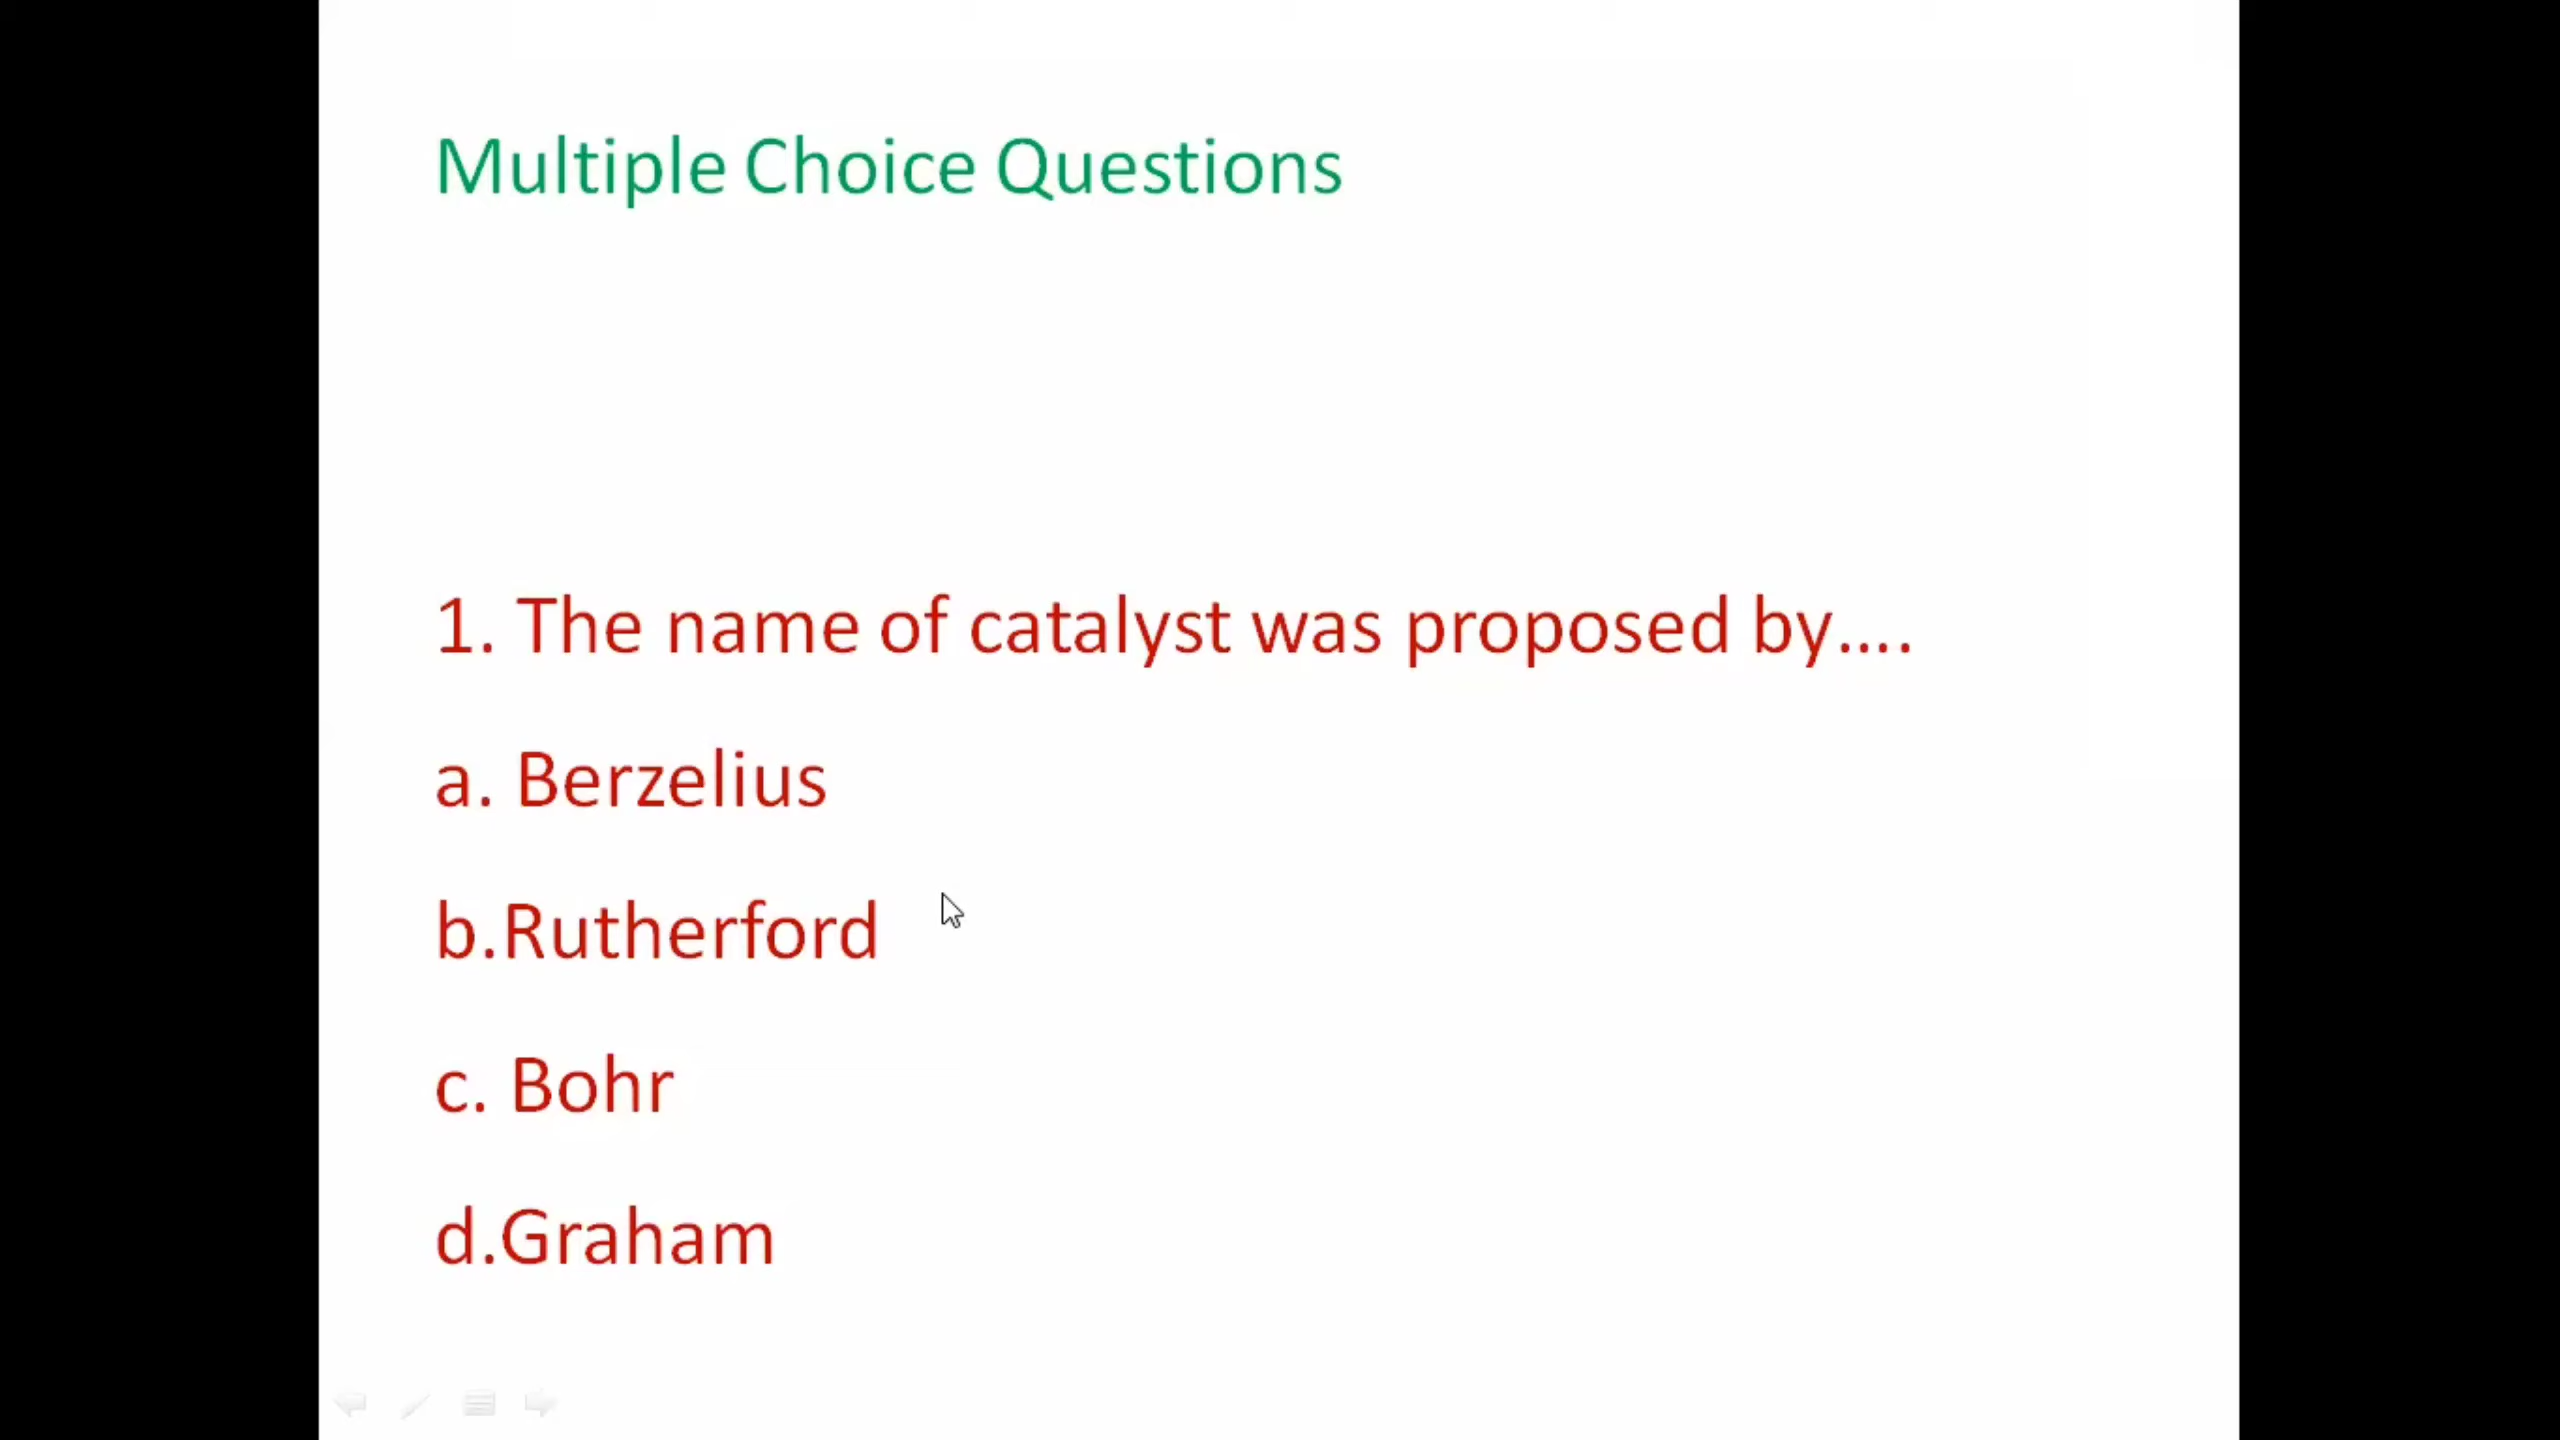 Multiple Choice Questions
1. The name of catalyst was proposed by....
a. Berzelius
b.Rutherford
c. Bohr
d.Graham